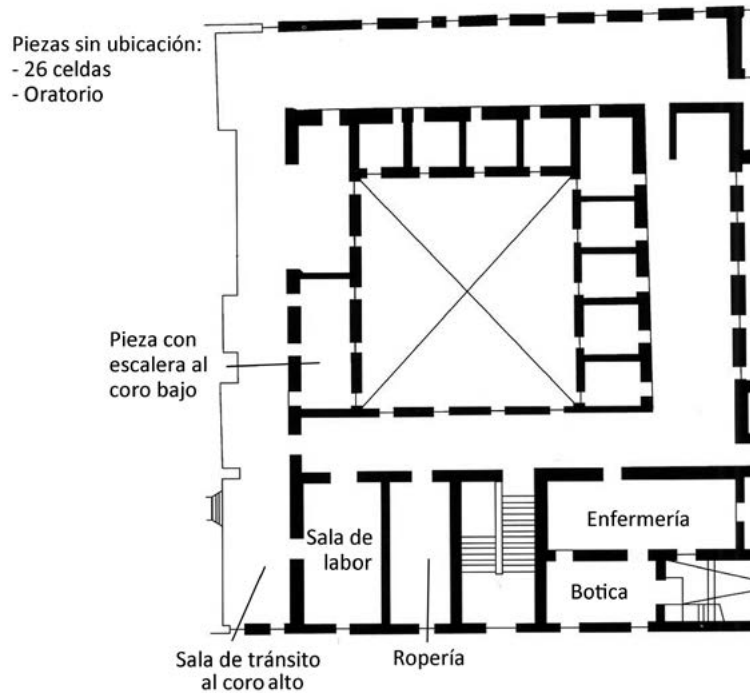 Piezas sin ubicación:
- 26 celdas
- Oratorio
Pieza con
escalera al
coro bajo
Sala de
labor
Enfermería
Botica
Sala de tránsito
al coro alto
Ropería